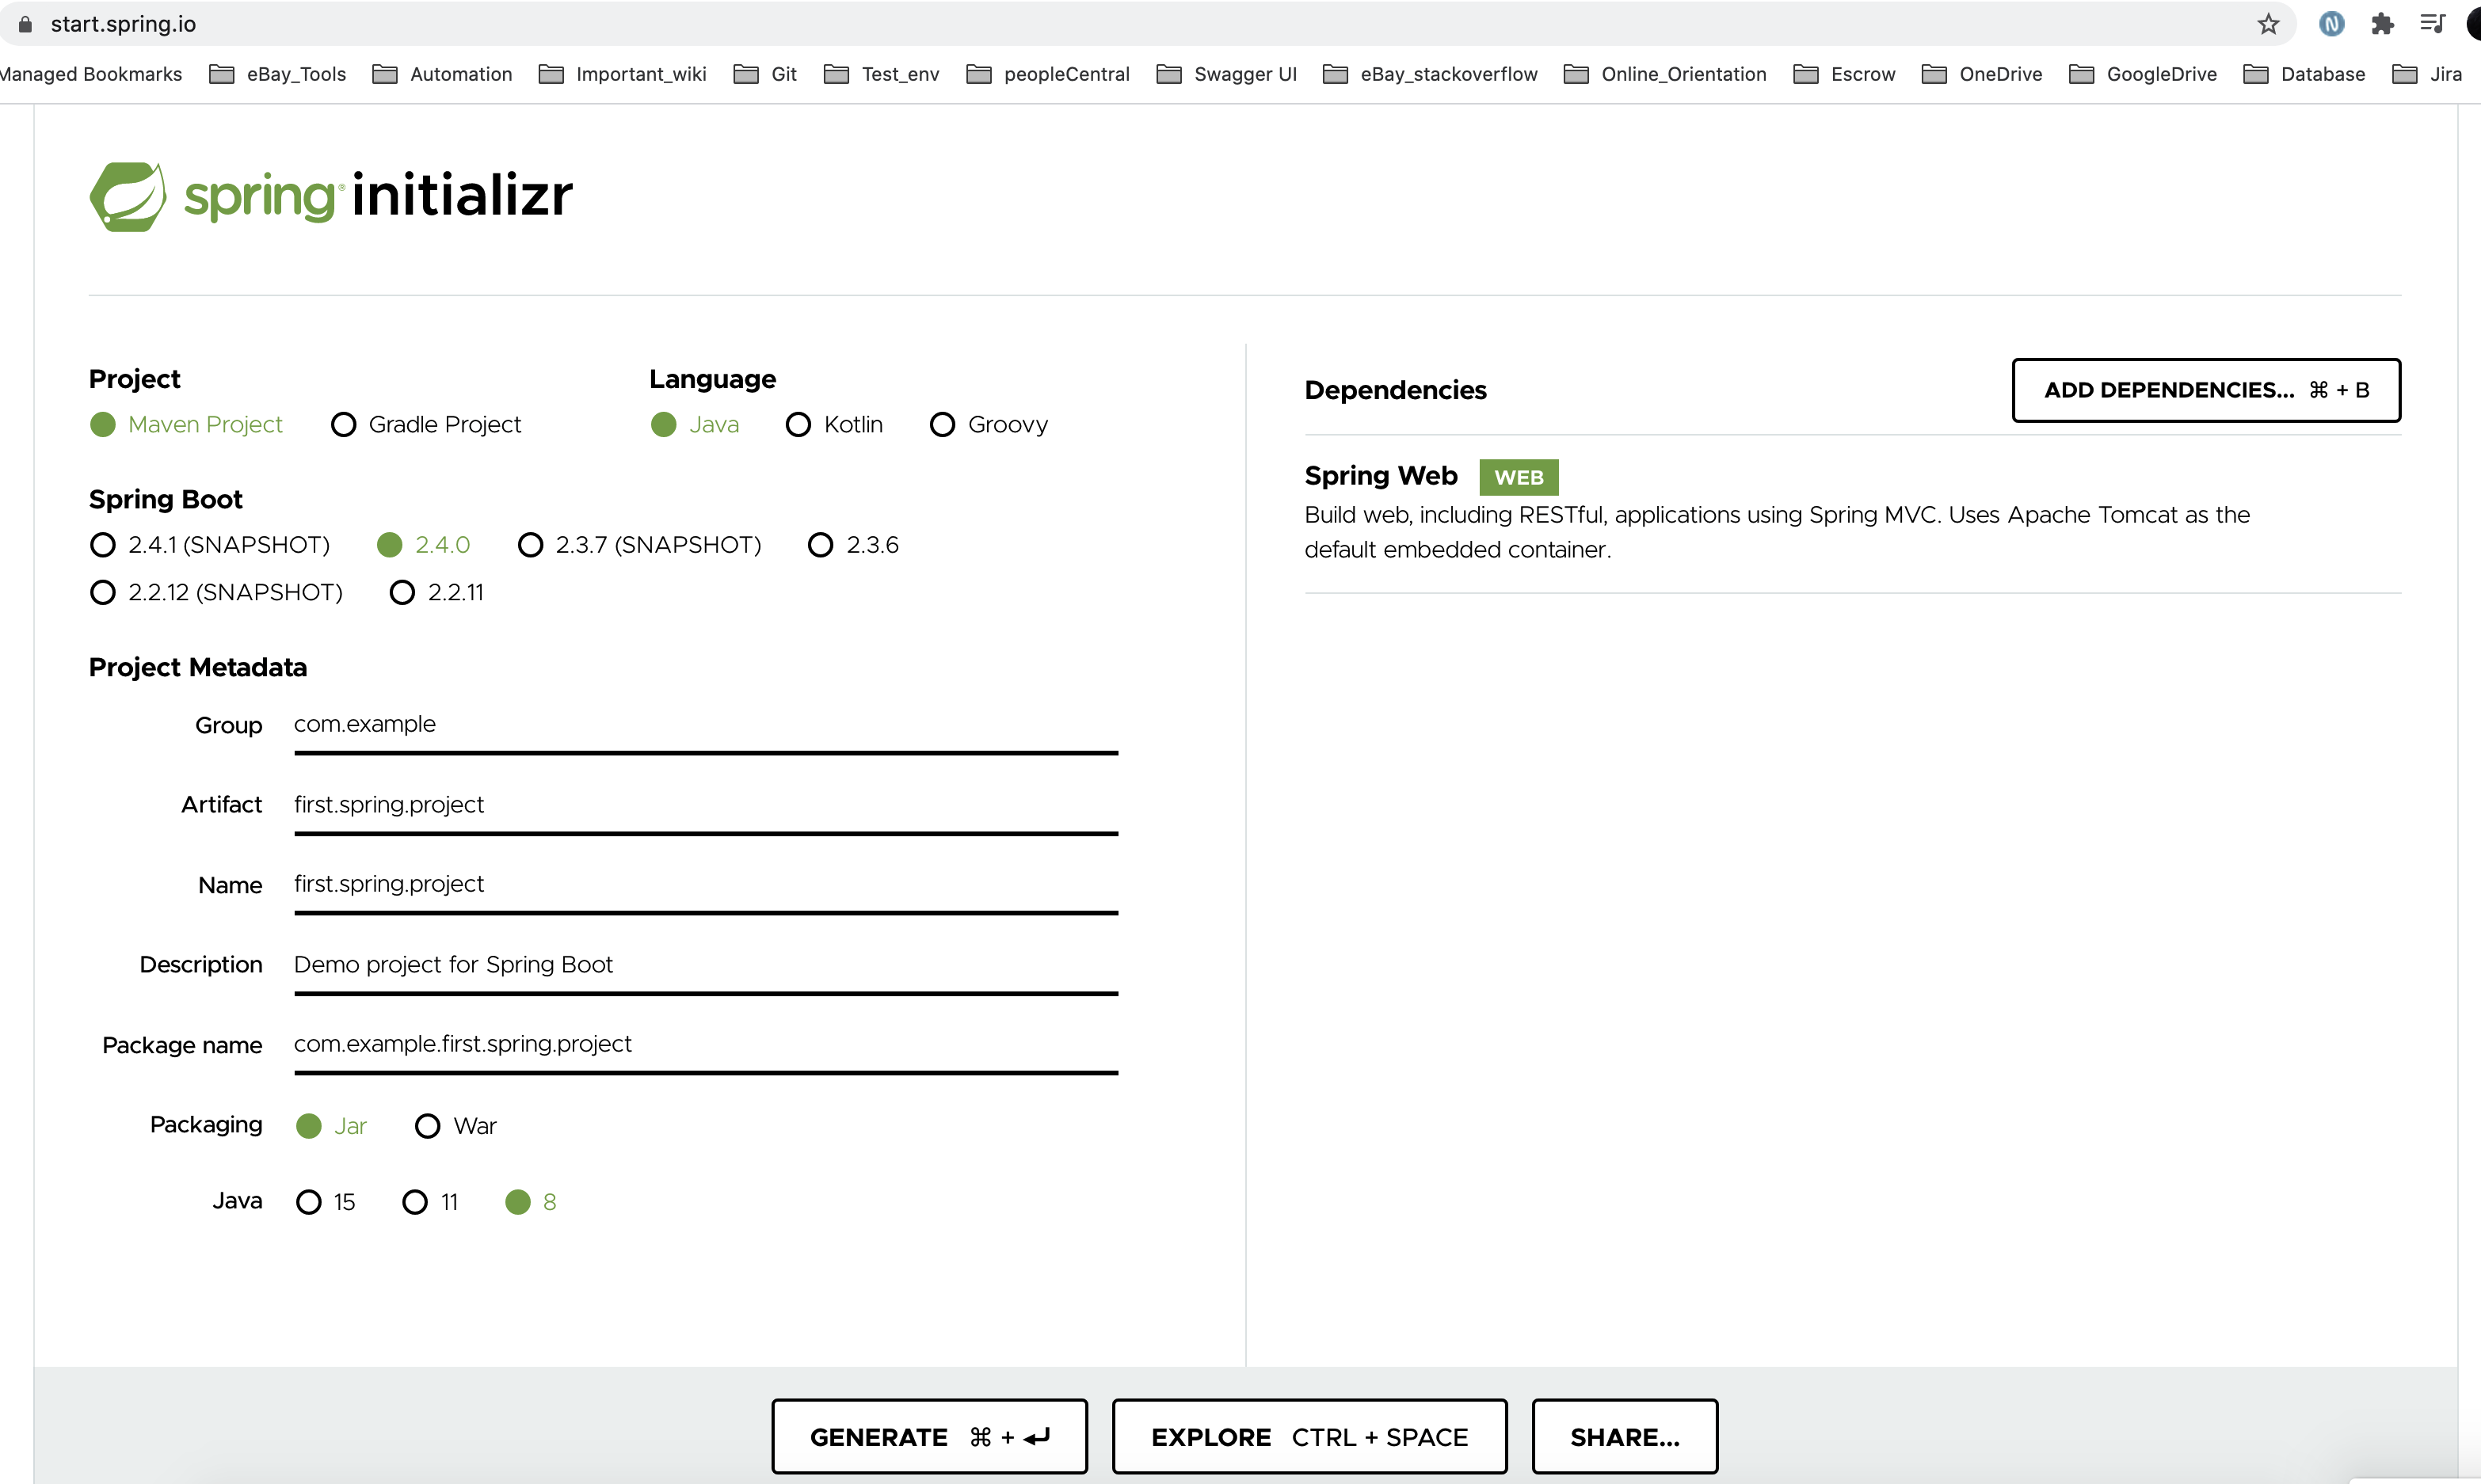 start.spring.io
Managed Bookmarks eBay_Tools Automation Important_wiki Git Test_env peopleCentral Swagger UI eBay_stackoverflow Online_Orientation Escrow OneDrive GoogleDrive Database Jira
spring® initializr
Project
Maven Project Gradle Project
Language
Java Kotlin Groovy
Spring Boot
2.4.1 (SNAPSHOT) 2.4.0 2.3.7 (SNAPSHOT) 2.3.6
2.2.12 (SNAPSHOT) 2.2.11
Project Metadata
Group com.example
Artifact first.spring.project
Name first.spring.project
Description Demo project for Spring Boot
Package name com.example.first.spring.project
Packaging Jar War
Java 15 11 8
Dependencies
ADD DEPENDENCIES... ⌘ + B
Spring Web WEB
Build web, including RESTful, applications using Spring MVC. Uses Apache Tomcat as the
default embedded container.
GENERATE ⌘ + ↵
EXPLORE CTRL + SPACE
SHARE...